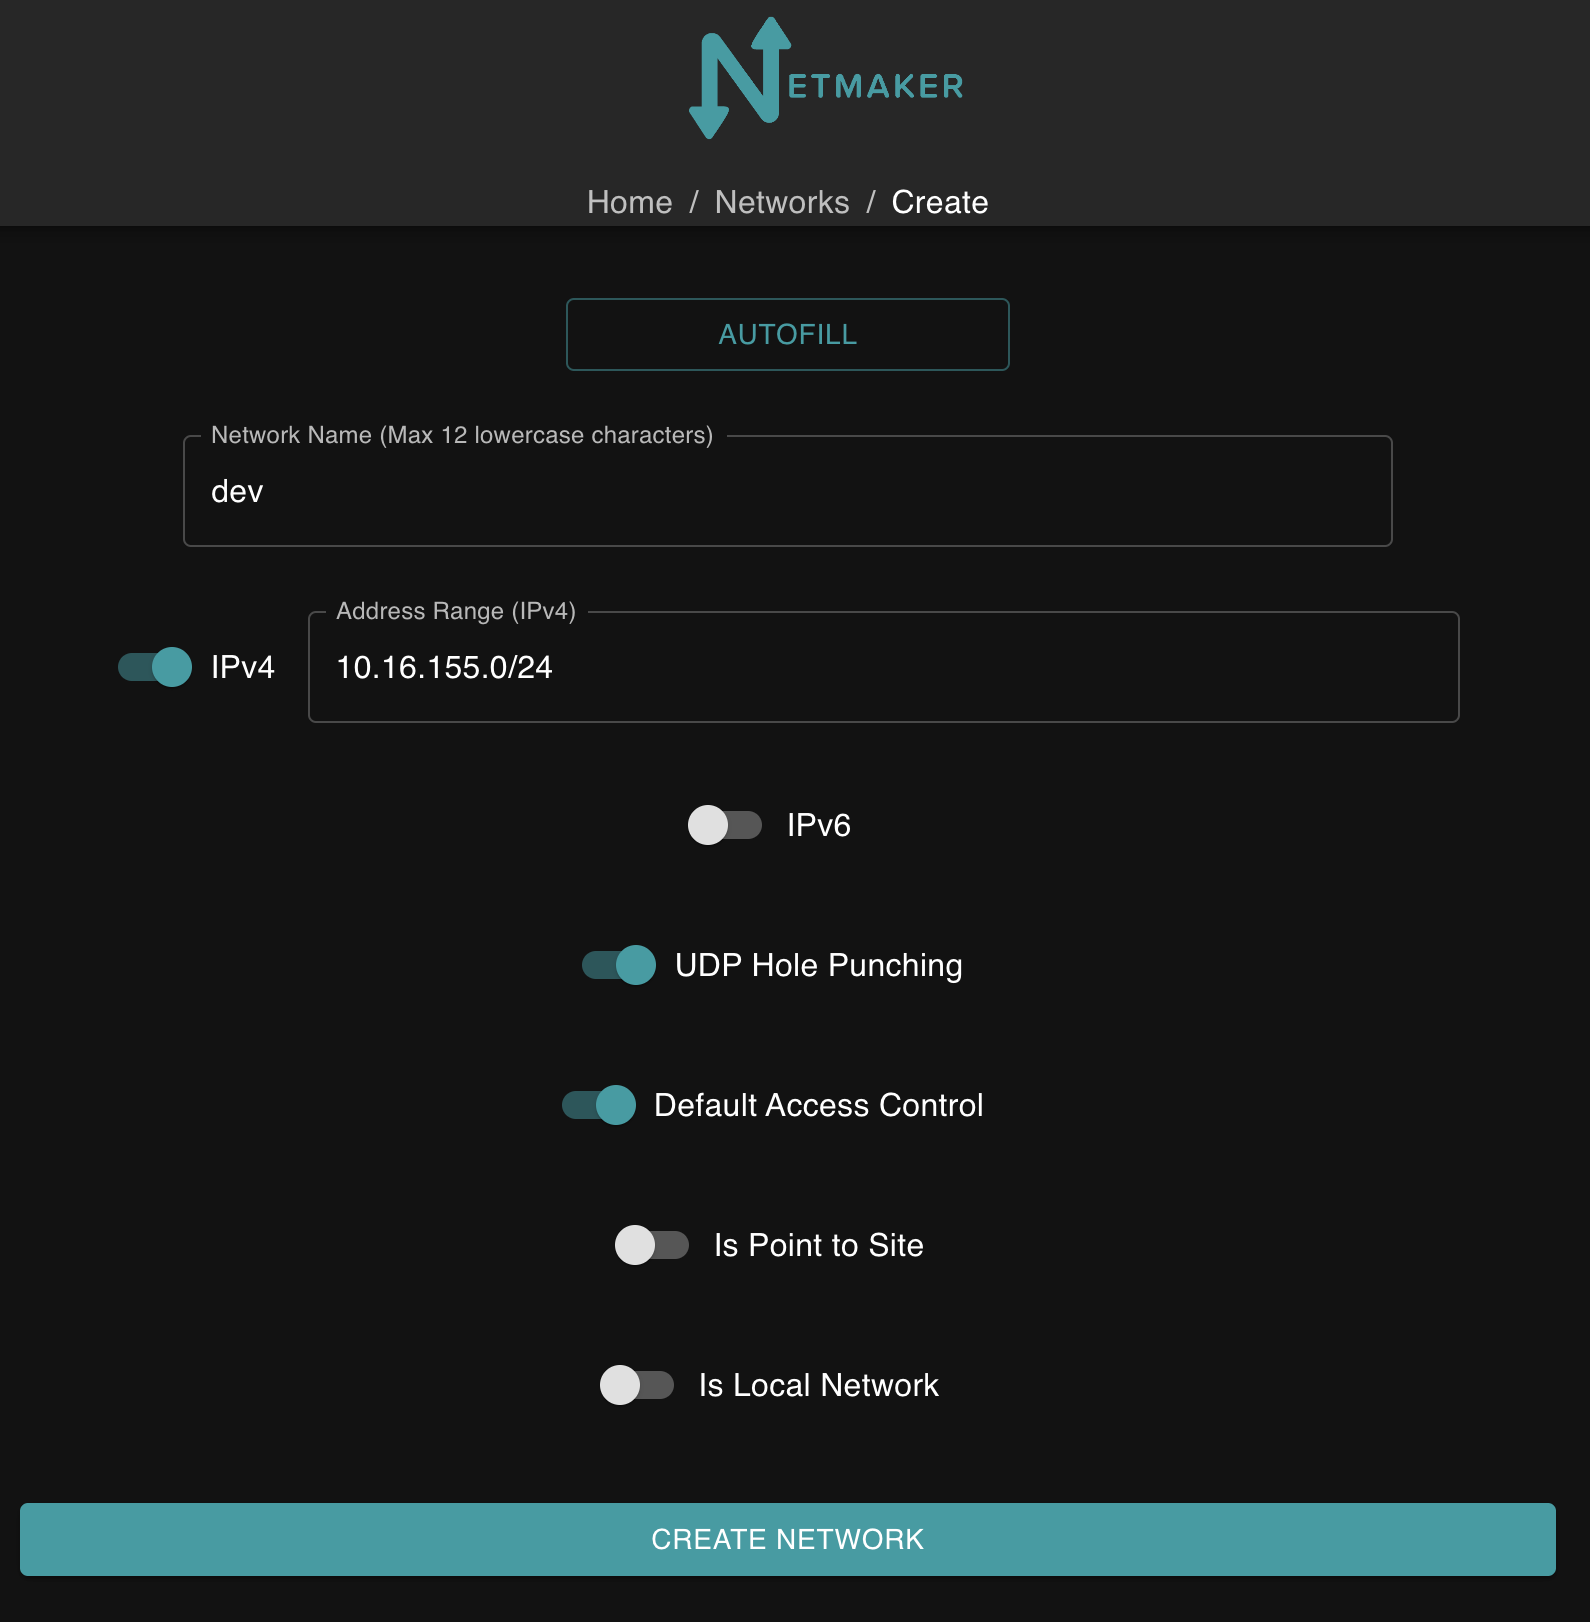 NETMAKER
Home / Networks / Create
AUTOFILL
Network Name (Max 12 lowercase characters)
dev
Address Range (IPv4)
IPv4 10.16.155.0/24
IPv6
UDP Hole Punching
Default Access Control
Is Point to Site
Is Local Network
CREATE NETWORK